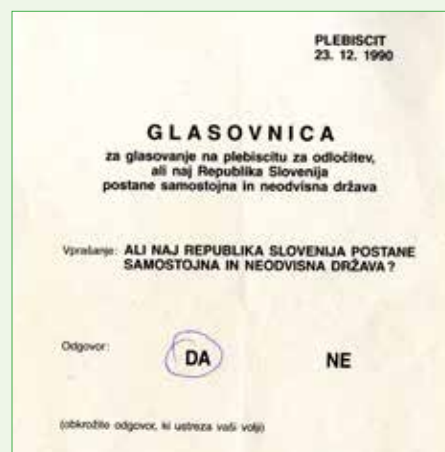 PLEBISCIT
23. 12. 1990
GLASOVNICA
za glasovanje na plebiscitu za odločitev,
ali naj Republika Slovenija
postane samostojna in neodvisna država
Vprašanje: ALI NAJ REPUBLIKA SLOVENIJA POSTANE
SAMOSTOJNA IN NEODVISNA DRŽAVA?
Odgovor: DA NE
(obkrožite odgovor, ki ustreza vaši volji)